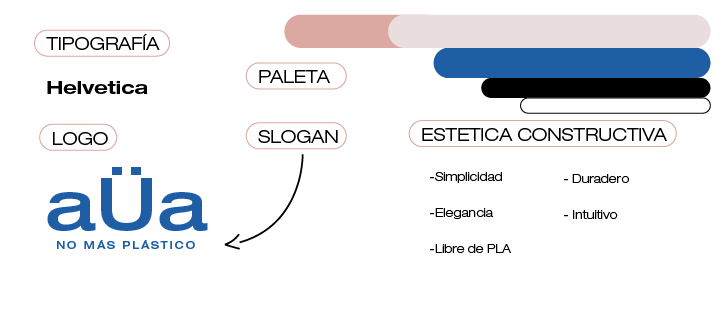 TIPOGRAFÍA
Helvetica
PALETA
LOGO
aÜa
NO MÁS PLÁSTICO
SLOGAN
ESTETICA CONSTRUCTIVA
-Simplicidad
-Elegancia
-Libre de PLA
- Duradero
- Intuitivo